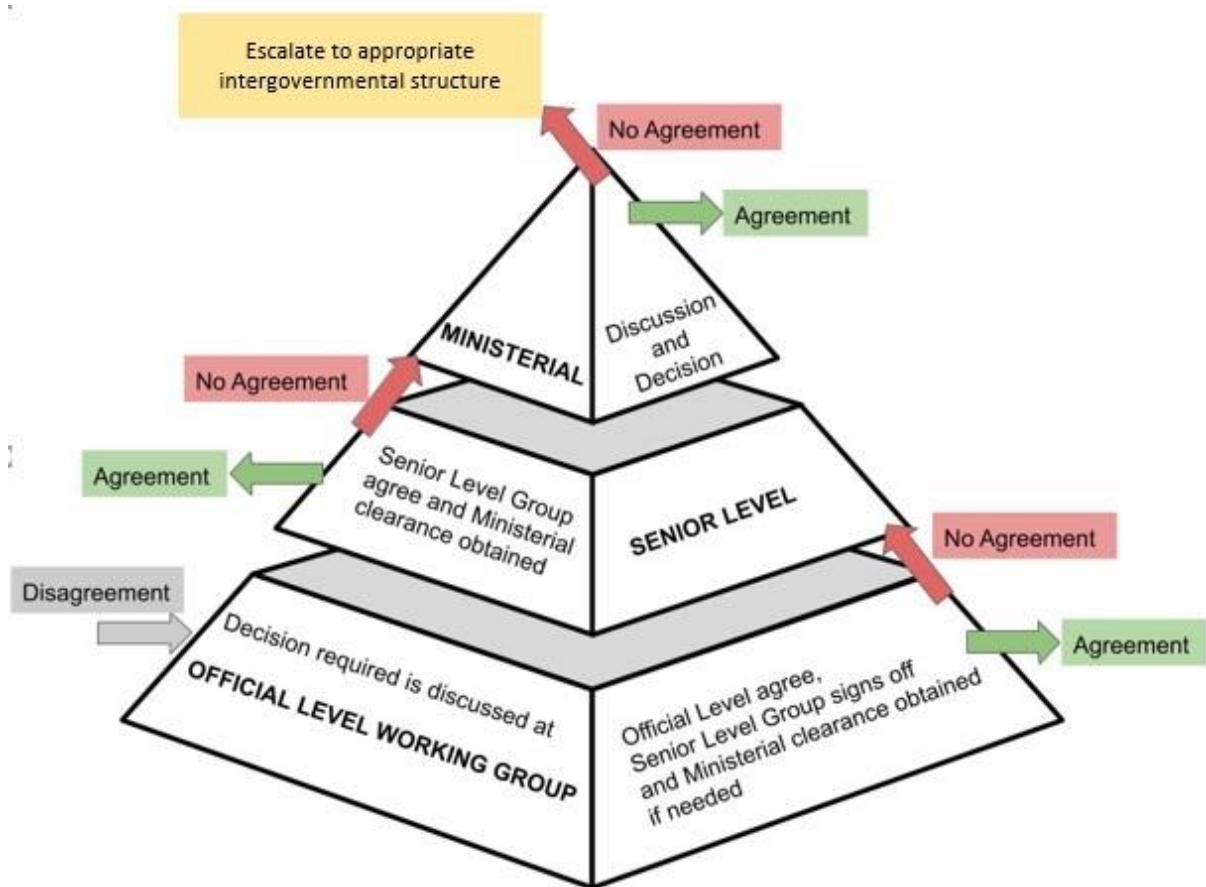 Escalate to appropriate
intergovernmental structure
No Agreement
Agreement
MINISTERIAL
Discussion
and
Decision
No Agreement
Agreement
Senior Level Group
agree and Ministerial
clearance obtained
SENIOR LEVEL
No Agreement
Disagreement
Decision required is discussed at
OFFICIAL LEVEL WORKING GROUP
Official Level agree,
Senior Level Group signs off
and Ministerial clearance obtained
if needed
Agreement